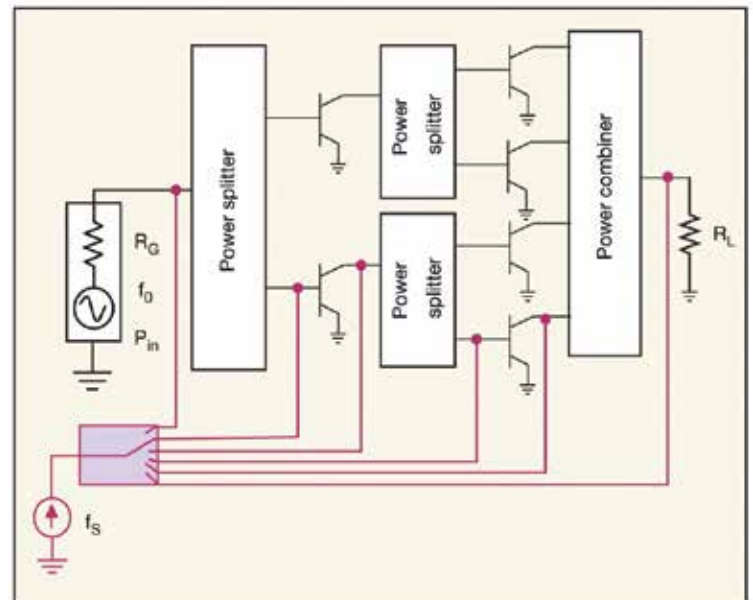 Power splitter
Power
splitter
Power
splitter
Power combiner
R_G
f_0
P_in
R_L
f_S